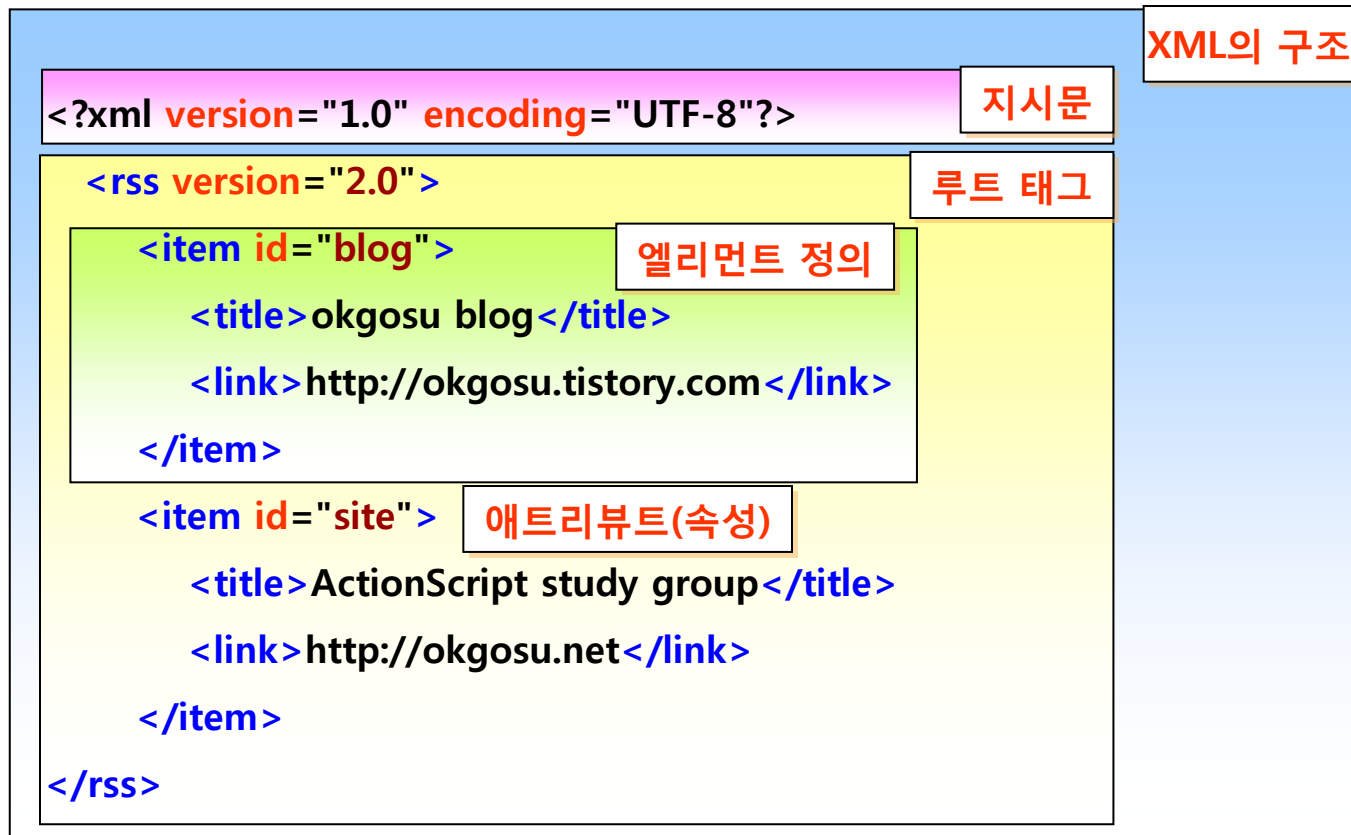 XML의 구조
<?xml version="1.0" encoding="UTF-8"?>
지시문
<rss version="2.0">
루트 태그
<item id="blog">
엘리먼트 정의
<title>okgosu blog</title>
<link>http://okgosu.tistory.com</link>
</item>
<item id="site">
애트리뷰트(속성)
<title>ActionScript study group</title>
<link>http://okgosu.net</link>
</item>
</rss>